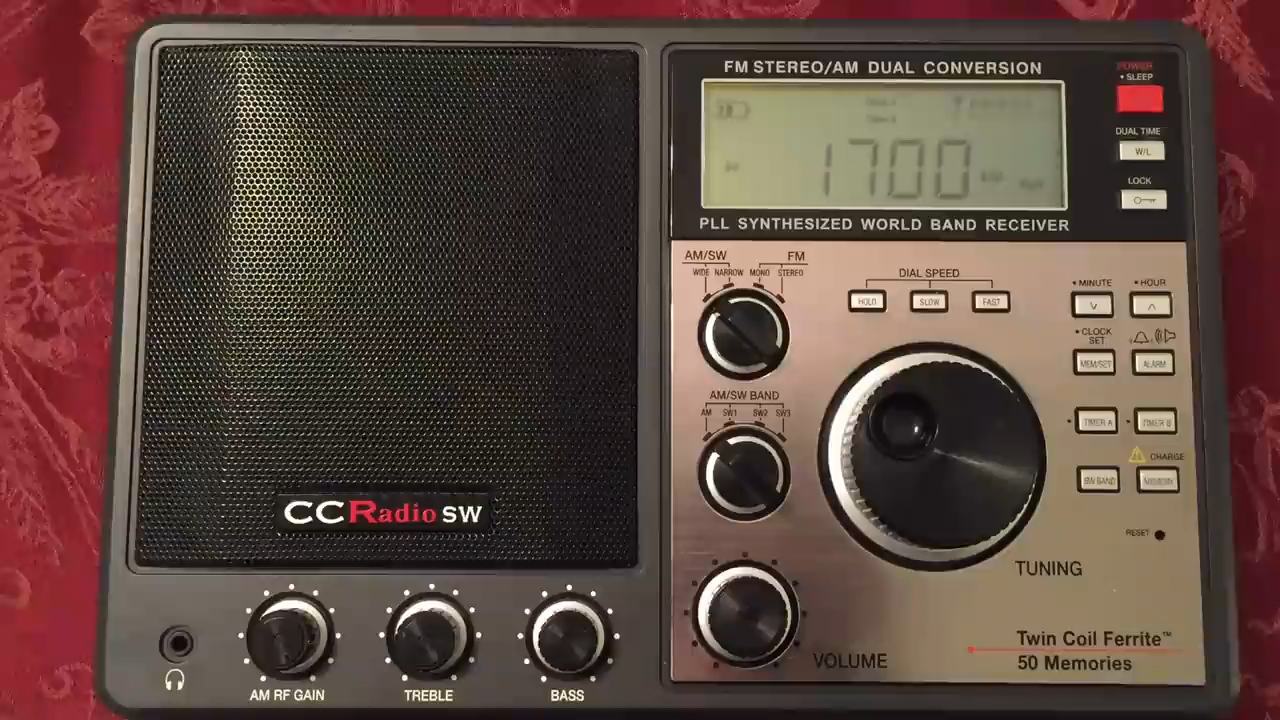 FM STEREO/AM DUAL CONVERSION
1700
PLL SYNTHESIZED WORLD BAND RECEIVER
POWER
• SLEEP
DUAL TIME
W/L
LOCK
AM/SW FM
WIDE NARROW MONO STEREO
DIAL SPEED
HOLD SLOW FAST
• MINUTE • HOUR
• CLOCK
SET
MEM/SET ALARM
AM/SW BAND
AM SW1 SW2 SW3
TIMER A TIMER B
CHARGE
SW BAND MEMORY
RESET
TUNING
VOLUME
Twin Coil Ferrite™
50 Memories
CCRadio SW
AM RF GAIN TREBLE BASS